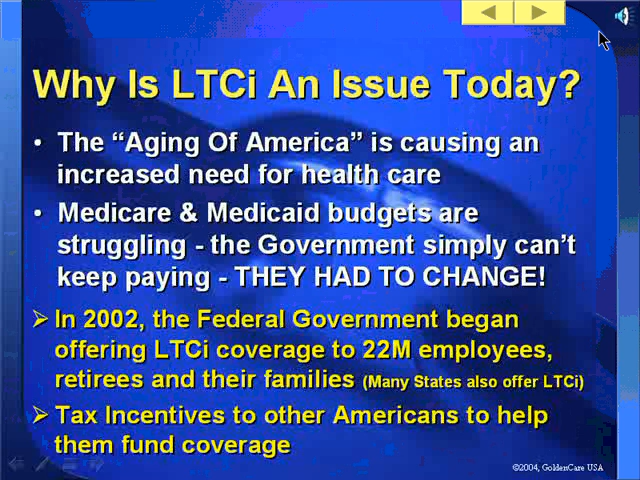 Why Is LTCi An Issue Today?
• The “Aging Of America” is causing an
increased need for health care
• Medicare & Medicaid budgets are
struggling - the Government simply can’t
keep paying - THEY HAD TO CHANGE!
➢ In 2002, the Federal Government began
offering LTCi coverage to 22M employees,
retirees and their families (Many States also offer LTCi)
➢ Tax Incentives to other Americans to help
them fund coverage
©2004, GoldenCare USA